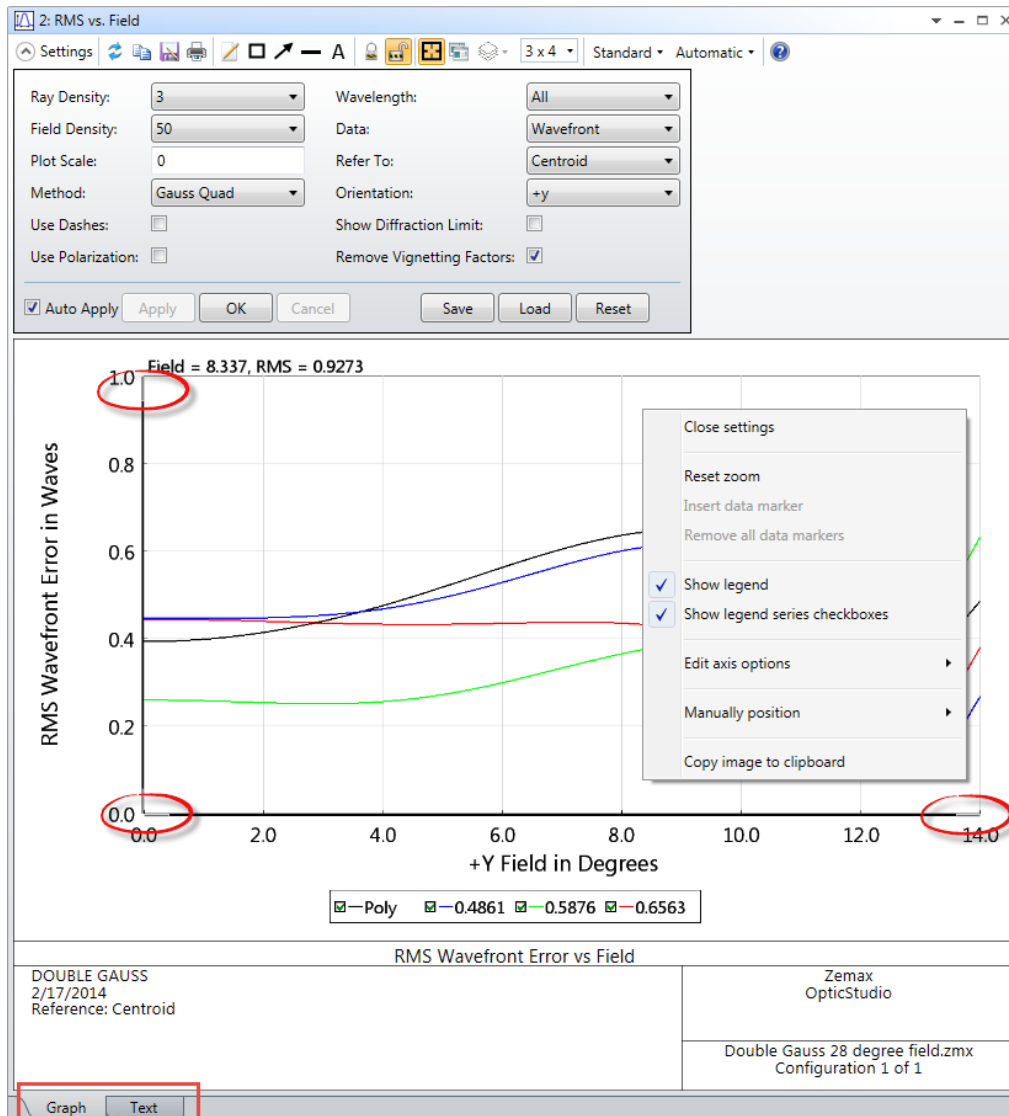 2: RMS vs. Field
Settings A 3 x 4 Standard Automatic ?
Ray Density: 3 Wavelength: All
Field Density: 50 Data: Wavefront
Plot Scale: 0 Refer To: Centroid
Method: Gauss Quad Orientation: +y
Use Dashes: Show Diffraction Limit:
Use Polarization: Remove Vignetting Factors:
Auto Apply Apply OK Cancel Save Load Reset
Field = 8.337, RMS = 0.9273
1.0
0.8
0.6
0.4
0.2
0.0
RMS Wavefront Error in Waves
0.0 2.0 4.0 6.0 8.0 10.0 12.0 14.0
+Y Field in Degrees
Close settings
Reset zoom
Insert data marker
Remove all data markers
Show legend
Show legend series checkboxes
Edit axis options
Manually position
Copy image to clipboard
Poly 0.4861 0.5876 0.6563
RMS Wavefront Error vs Field
DOUBLE GAUSS
2/17/2014
Reference: Centroid
Zemax
OpticStudio
Double Gauss 28 degree field.zmx
Configuration 1 of 1
Graph Text